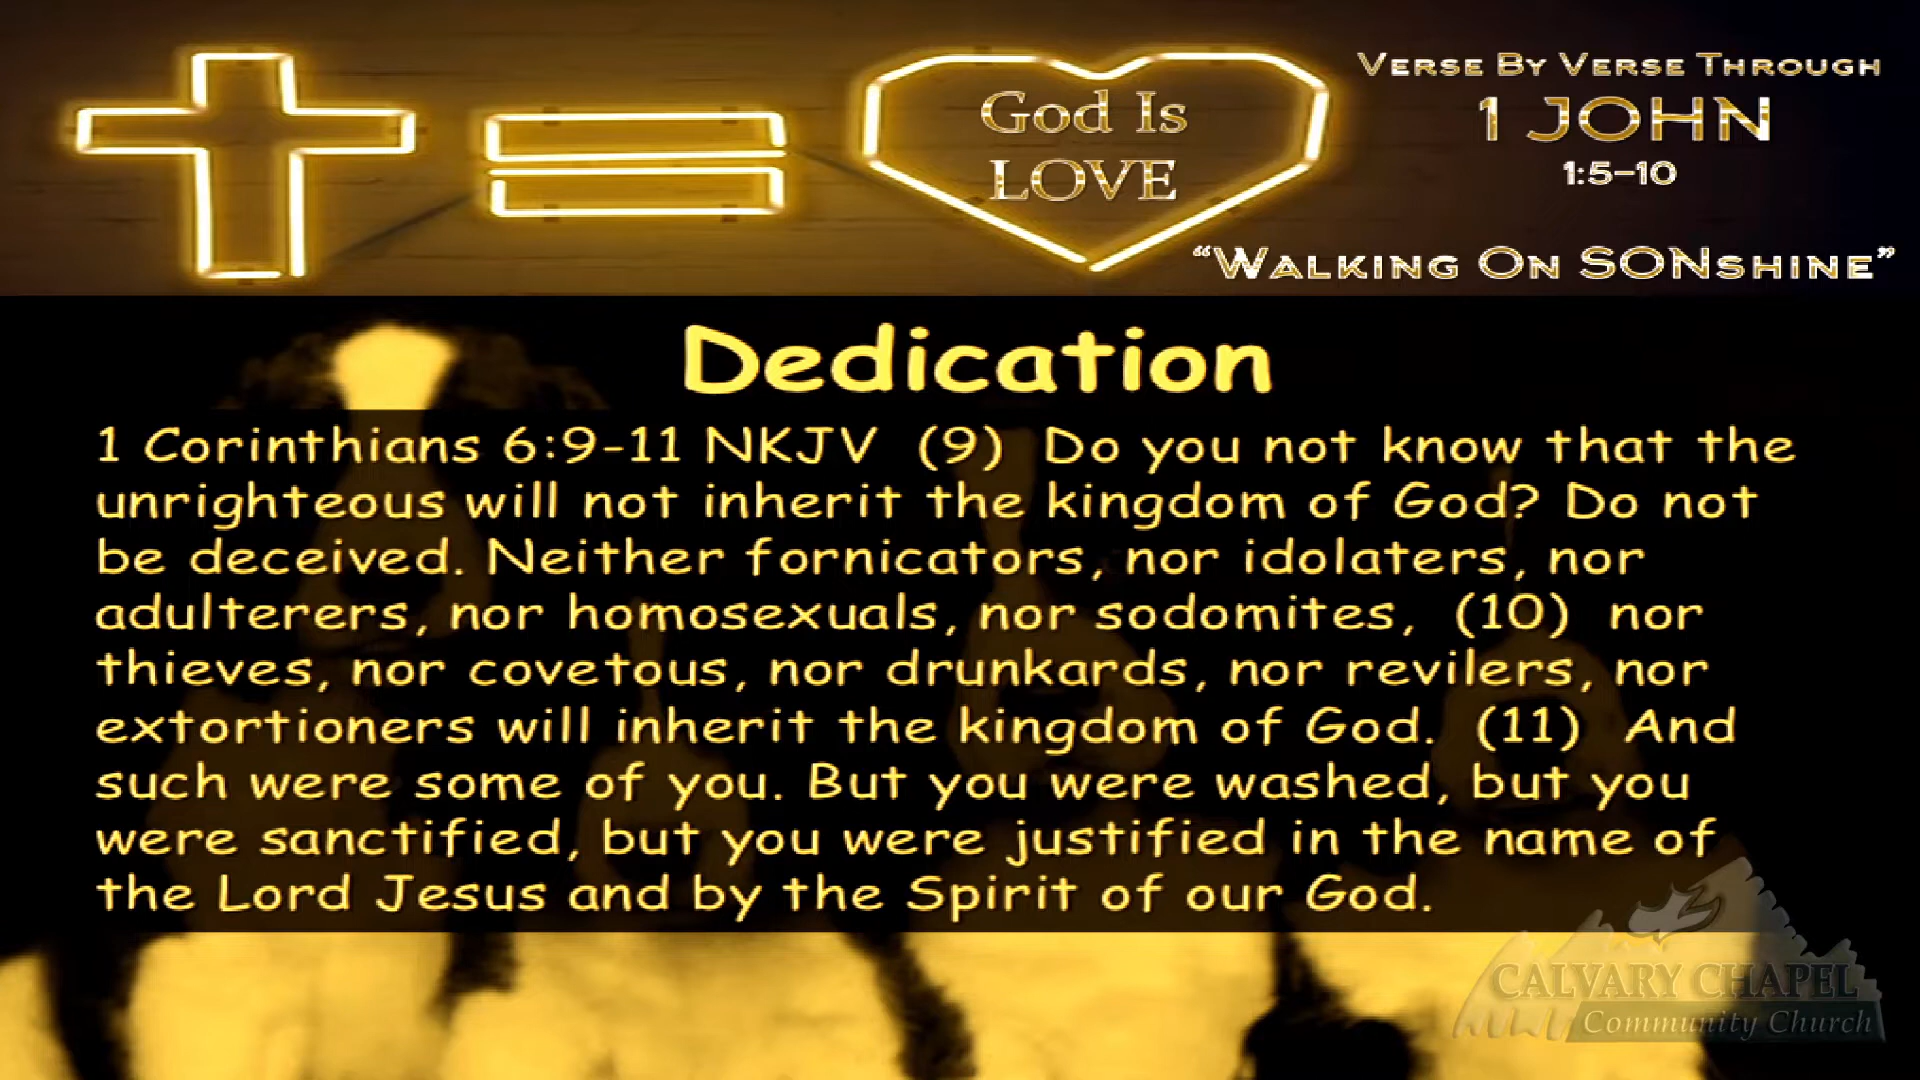 God Is
LOVE
VERSE BY VERSE THROUGH
1 JOHN
1:5-10
“WALKING ON SONSHINE”
Dedication
1 Corinthians 6:9-11 NKJV (9) Do you not know that the
unrighteous will not inherit the kingdom of God? Do not
be deceived. Neither fornicators, nor idolaters, nor
adulterers, nor homosexuals, nor sodomites, (10) nor
thieves, nor covetous, nor drunkards, nor revilers, nor
extortioners will inherit the kingdom of God. (11) And
such were some of you. But you were washed, but you
were sanctified, but you were justified in the name of
the Lord Jesus and by the Spirit of our God.
CALVARY CHAPEL
Community Church